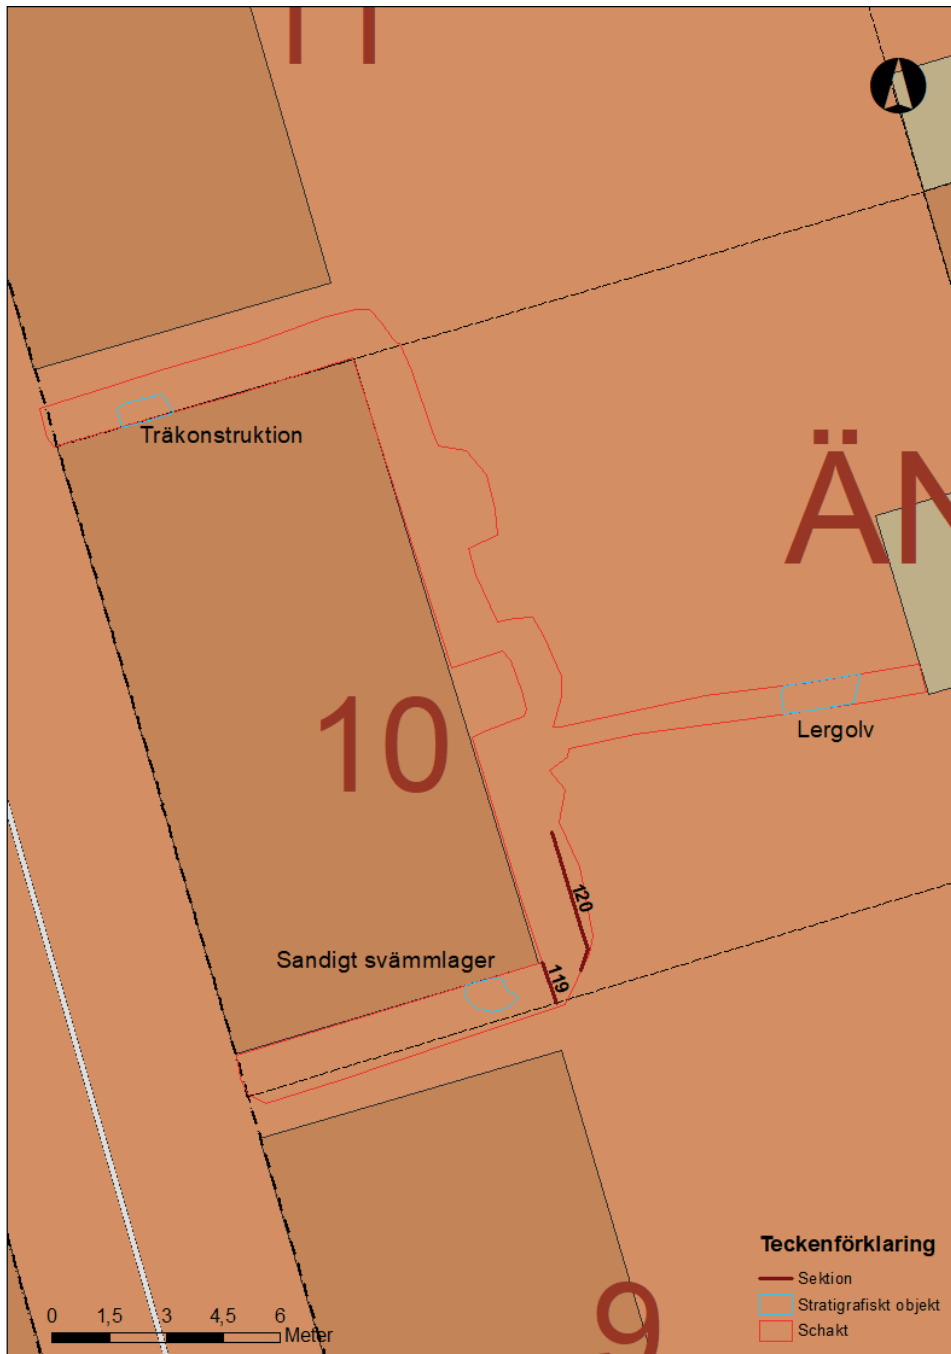 11
Träkonstruktion
ÄN
10
Lergolv
120
Sandigt svämmlager
119
9
Teckenförklaring
Sektion
Stratigrafiskt objekt
Schakt
0 1,5 3 4,5 6
Meter